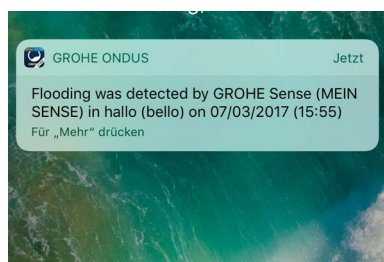 GROHE ONDUS
Jetzt
Flooding was detected by GROHE Sense (MEIN
SENSE) in hallo (bello) on 07/03/2017 (15:55)
Für „Mehr“ drücken